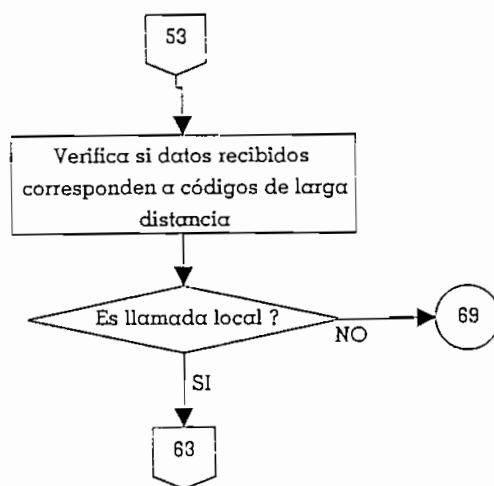 53
Verifica si datos recibidos
corresponden a códigos de larga
distancia
Es llamada local ?
NO
69
SI
63